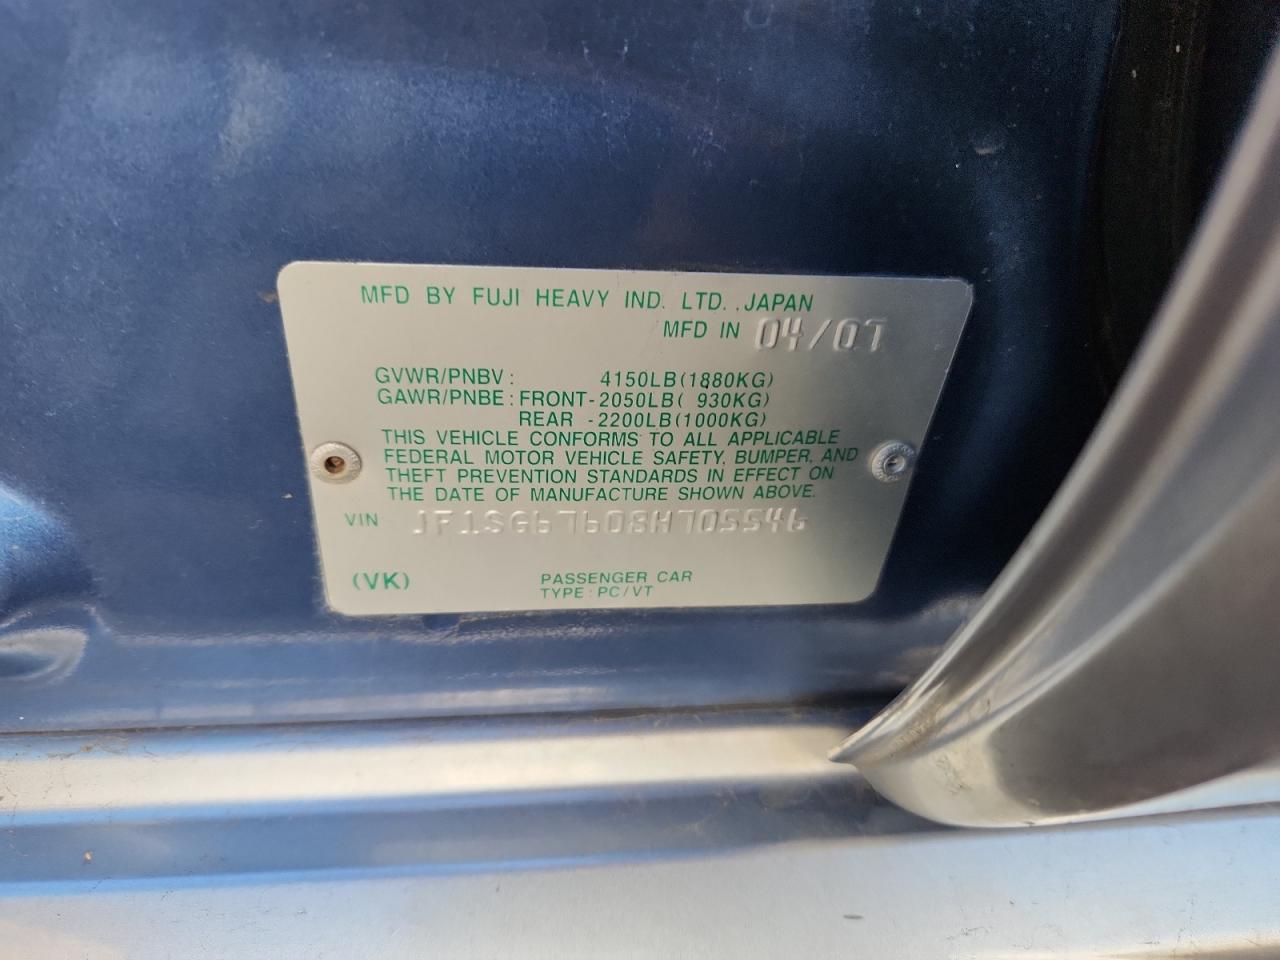 MFD BY FUJI HEAVY IND. LTD., JAPAN
MFD IN 04/07
GVWR/PNBV: 4150LB(1880KG)
GAWR/PNBE: FRONT-2050LB( 930KG)
REAR -2200LB(1000KG)
THIS VEHICLE CONFORMS TO ALL APPLICABLE
FEDERAL MOTOR VEHICLE SAFETY, BUMPER, AND
THEFT PREVENTION STANDARDS IN EFFECT ON
THE DATE OF MANUFACTURE SHOWN ABOVE.
VIN JF1SG67608H705546
(VK) PASSENGER CAR
TYPE: PC/VT